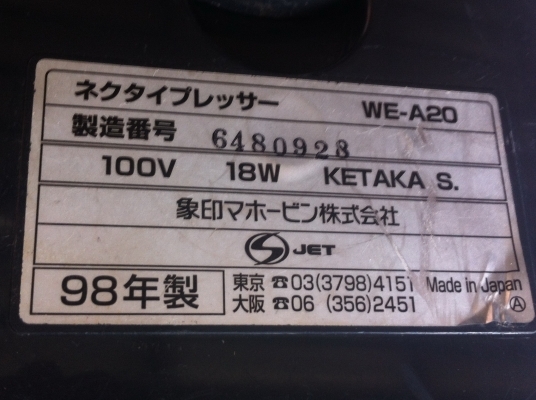 ネクタイプレッサー WE-A20
製造番号 6480928
100V 18W KETAKA S.
象印マホービン株式会社
S JET
98年製
東京 ☎03(3798)4151 Made in Japan
大阪 ☎06 (356)2451 Ⓐ